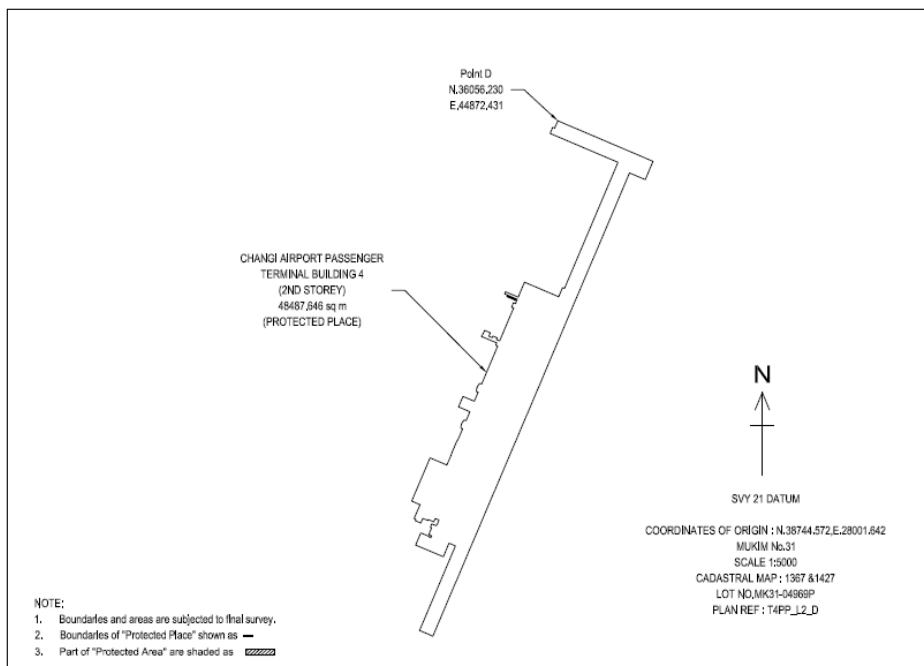 Point D
N.36056.230
E.44872.431
CHANGI AIRPORT PASSENGER
TERMINAL BUILDING 4
(2ND STOREY)
48487.646 sq m
(PROTECTED PLACE)
N
SVY 21 DATUM
COORDINATES OF ORIGIN : N.38744.572,E.28001.642
MUKIM No.31
SCALE 1:5000
CADASTRAL MAP : 1367 &1427
LOT NO.MK31-04969P
PLAN REF : T4PP_L2_D
NOTE:
1. Boundaries and areas are subjected to final survey.
2. Boundaries of "Protected Place" shown as
3. Part of "Protected Area" are shaded as